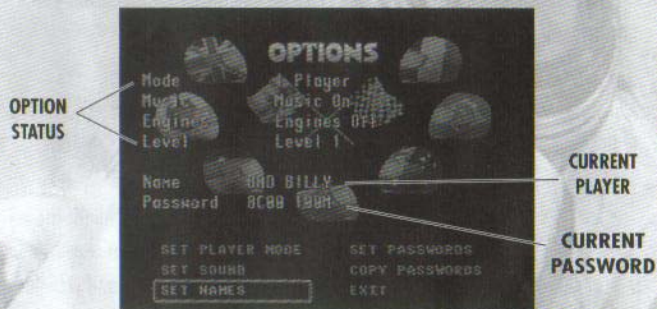 OPTIONS
Mode 1 Player
Music Music On
Engines Engines Off
Level Level 1
Name BILLY
Password
SET PLAYER MODE SET PASSWORDS
SET SOUND COPY PASSWORDS
SET NAMES EXIT
OPTION
STATUS
CURRENT
PLAYER
CURRENT
PASSWORD